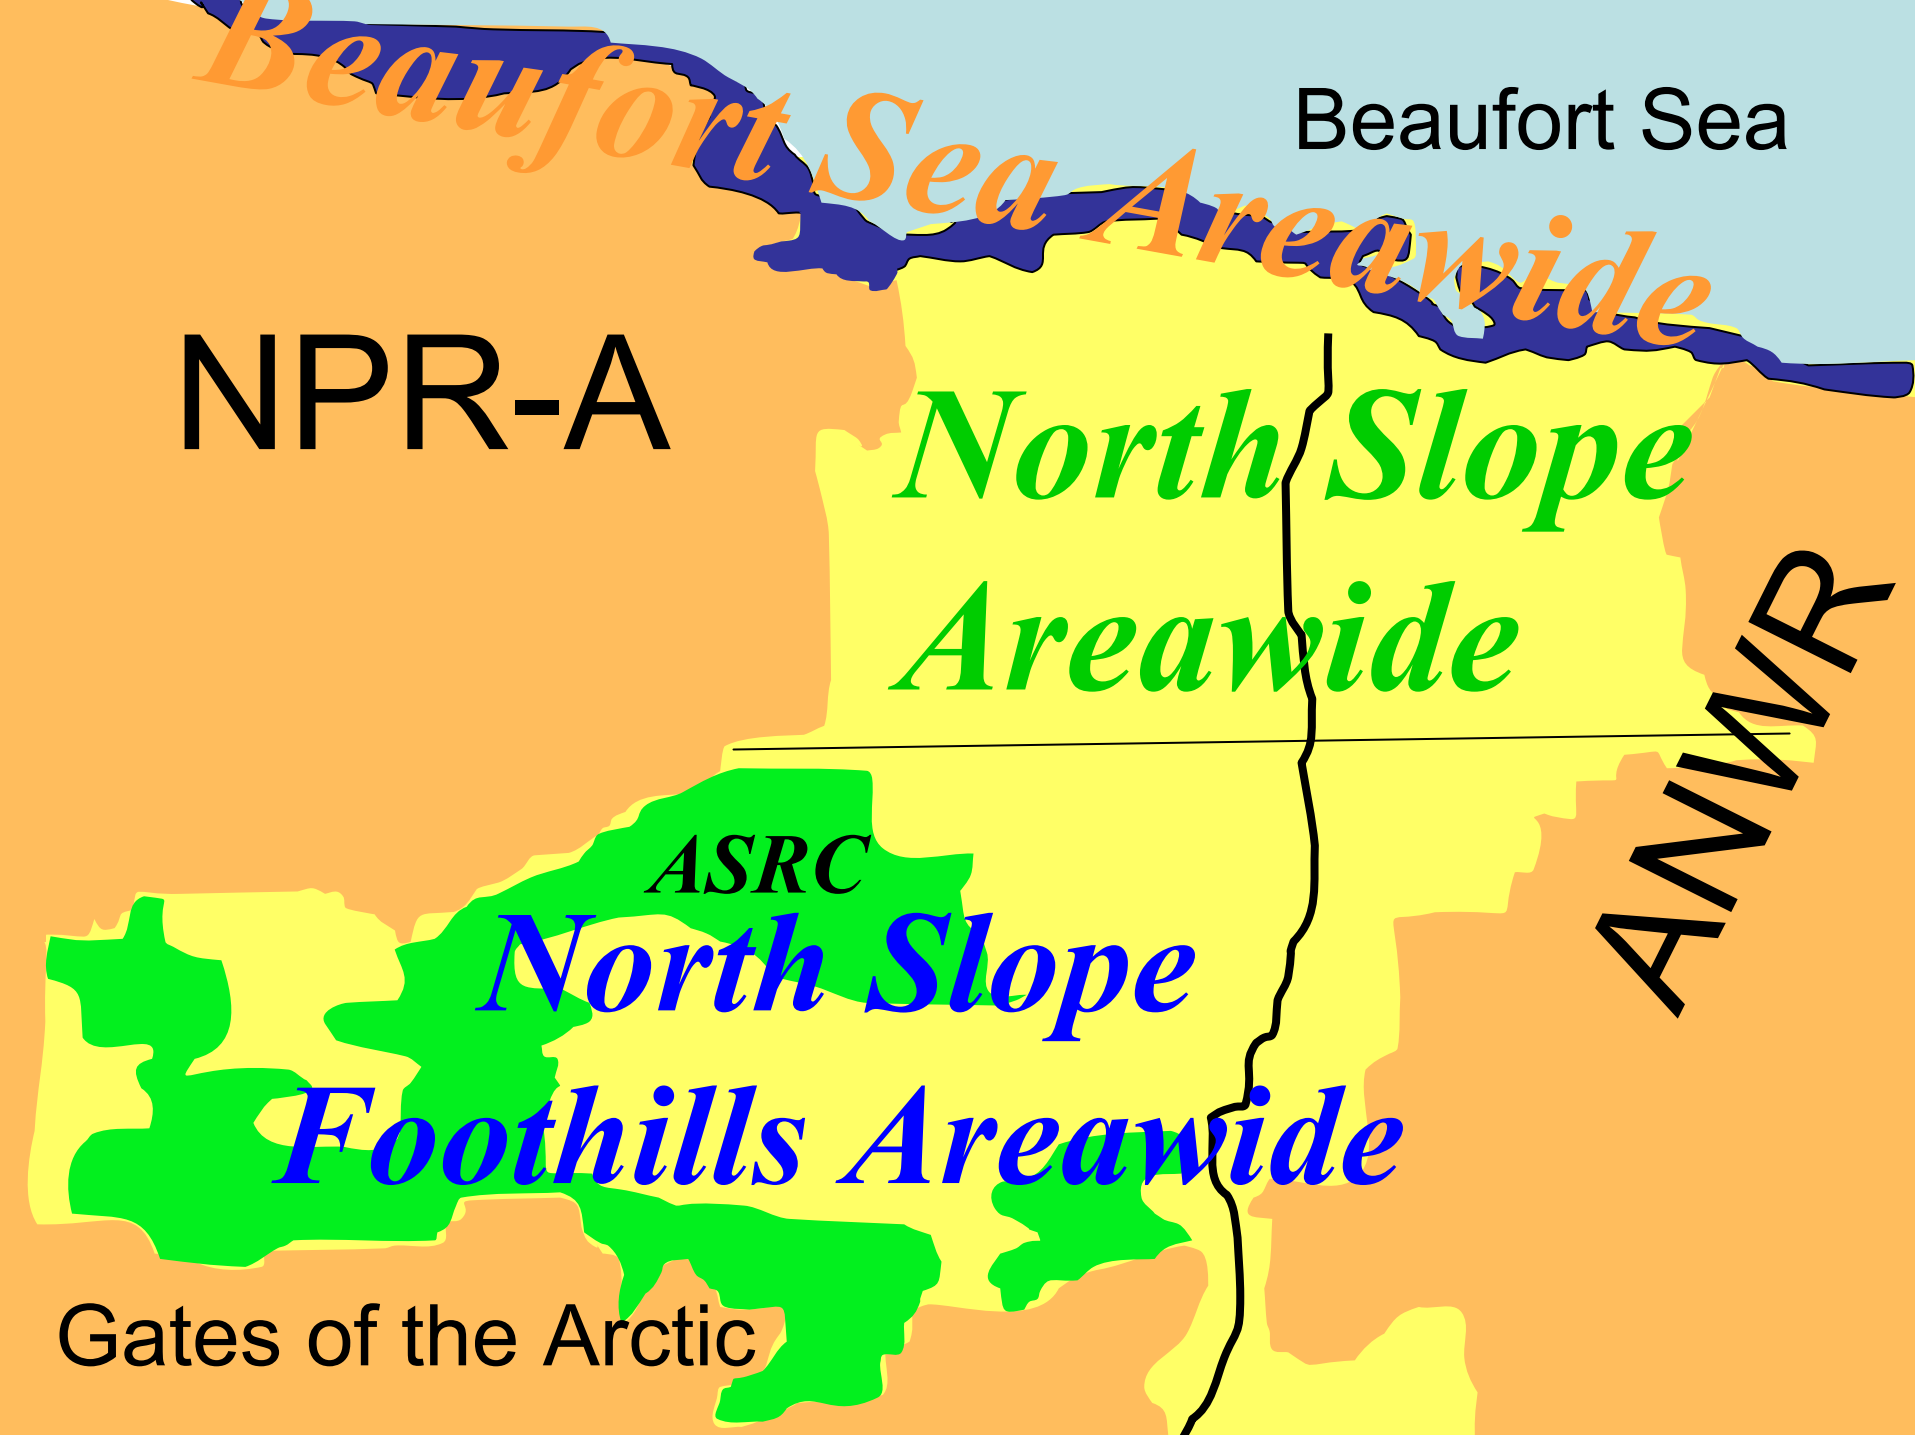 Beaufort Sea Areawide
Beaufort Sea
NPR-A
North Slope
Areawide
ANWR
ASRC
North Slope
Foothills Areawide
Gates of the Arctic